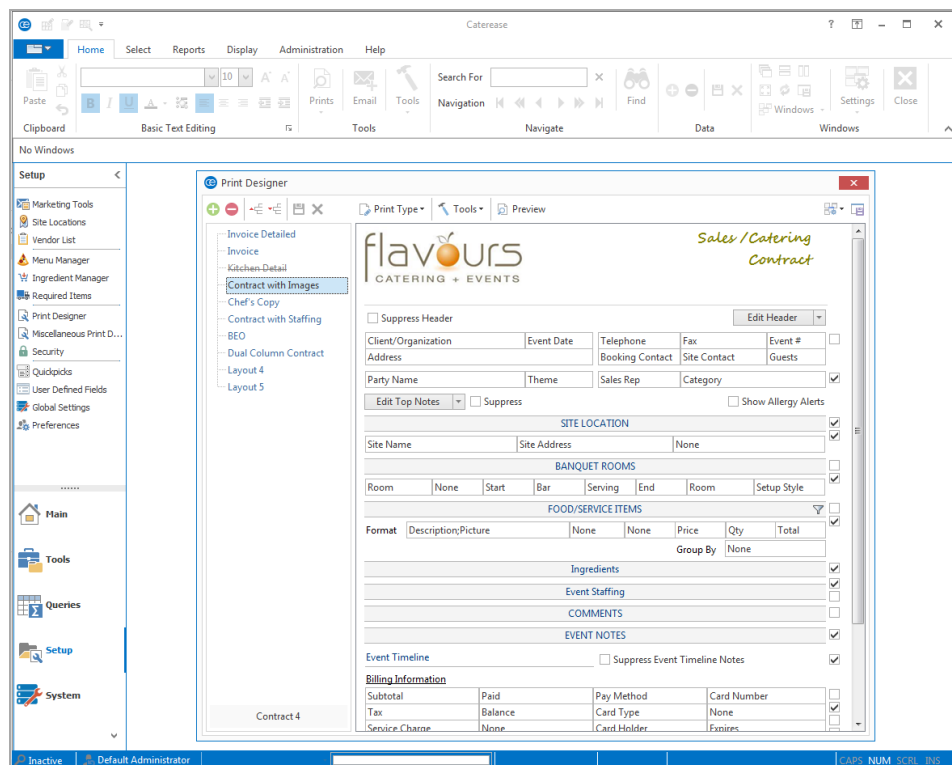 Caterease
Home Select Reports Display Administration Help
Paste
10
B I U A
Prints
Email
Tools
Search For
Navigation
Find
Windows
Settings
Close
Clipboard Basic Text Editing Tools Navigate Data Windows
No Windows
Setup
Marketing Tools
Site Locations
Vendor List
Menu Manager
Ingredient Manager
Required Items
Print Designer
Miscellaneous Print D...
Security
Quickpicks
User Defined Fields
Global Settings
Preferences
Main
Tools
Queries
Setup
System
Print Designer
Print Type Tools Preview
Invoice Detailed
Invoice
Kitchen Detail
Contract with Images
Chef's Copy
Contract with Staffing
BEO
Dual Column Contract
Layout 4
Layout 5
Contract 4
flavours
CATERING + EVENTS
Sales / Catering
Contract
Suppress Header Edit Header
Client/Organization Event Date Telephone Fax Event #
Address Booking Contact Site Contact Guests
Party Name Theme Sales Rep Category
Edit Top Notes Suppress Show Allergy Alerts
SITE LOCATION
Site Name Site Address None
BANQUET ROOMS
Room None Start Bar Serving End Room Setup Style
FOOD/SERVICE ITEMS
Format Description;Picture None None Price Qty Total
Group By None
Ingredients
Event Staffing
COMMENTS
EVENT NOTES
Event Timeline Suppress Event Timeline Notes
Billing Information
Subtotal Paid Pay Method Card Number
Tax Balance Card Type None
Service Charge None Card Holder Expires
Inactive Default Administrator CAPS NUM SCRL INS